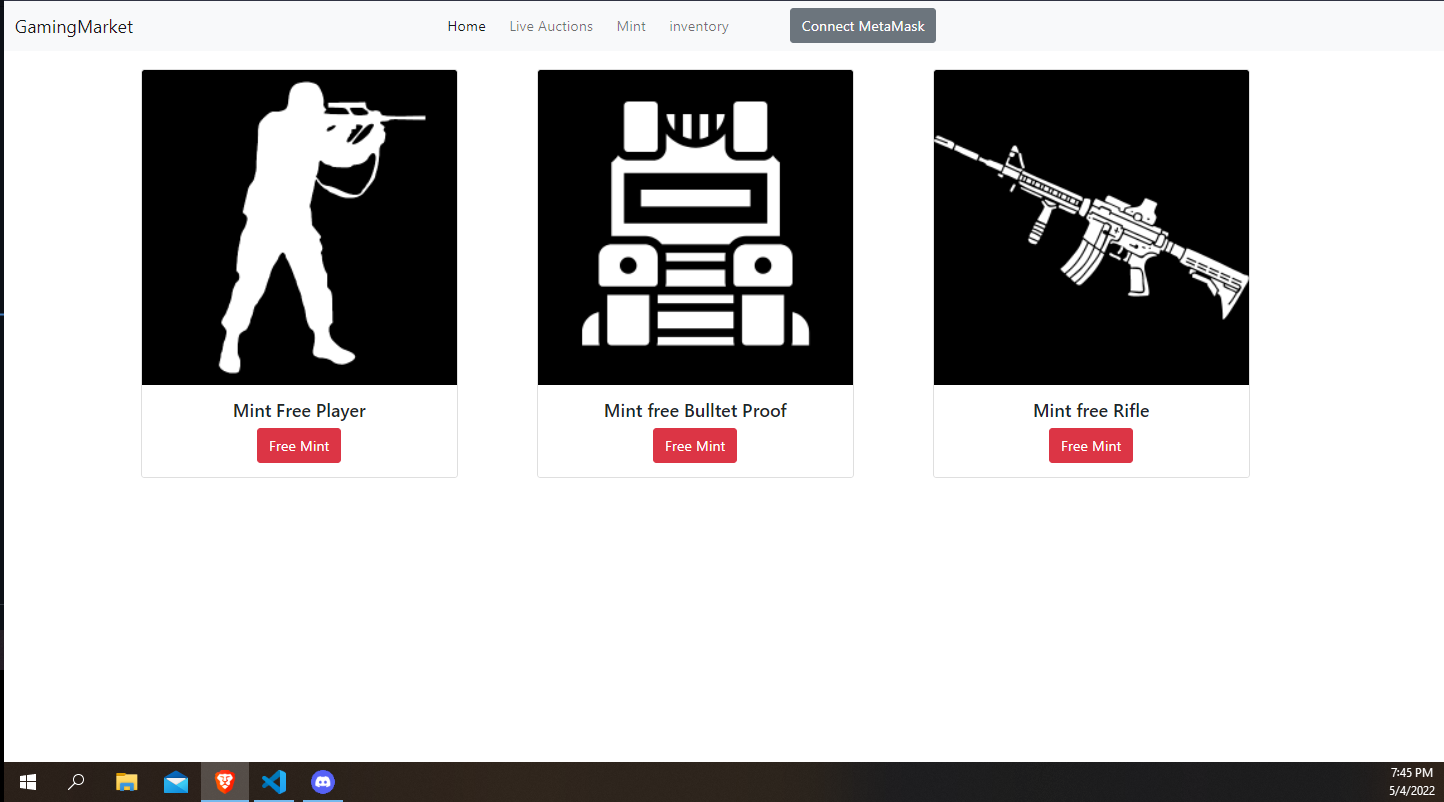 GamingMarket
Home Live Auctions Mint inventory Connect MetaMask
Mint Free Player
Free Mint
Mint free Bulltet Proof
Free Mint
Mint free Rifle
Free Mint
7:45 PM
5/4/2022